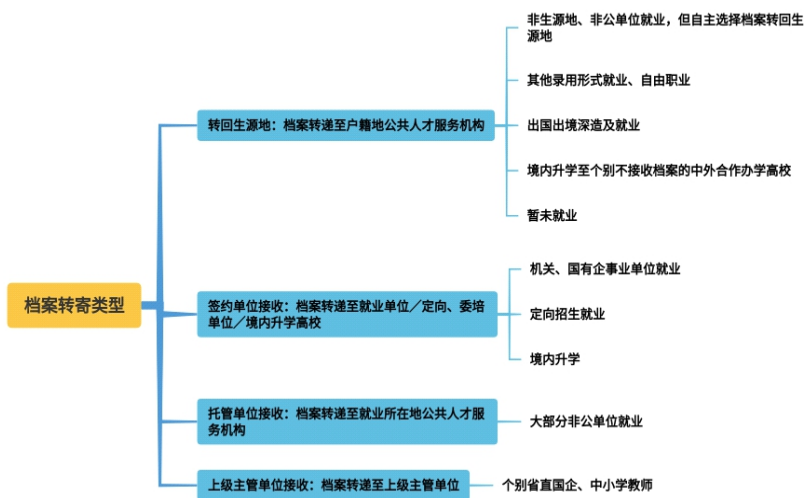 档案转寄类型
转回生源地：档案转递至户籍地公共人才服务机构
非生源地、非公单位就业，但自主选择档案转回生
源地
其他录用形式就业、自由职业
出国出境深造及就业
境内升学至个别不接收档案的中外合作办学高校
暂未就业
签约单位接收：档案转递至就业单位／定向、委培
单位／境内升学高校
机关、国有企事业单位就业
定向招生就业
境内升学
托管单位接收：档案转递至就业所在地公共人才服
务机构
大部分非公单位就业
上级主管单位接收：档案转递至上级主管单位
个别省直国企、中小学教师